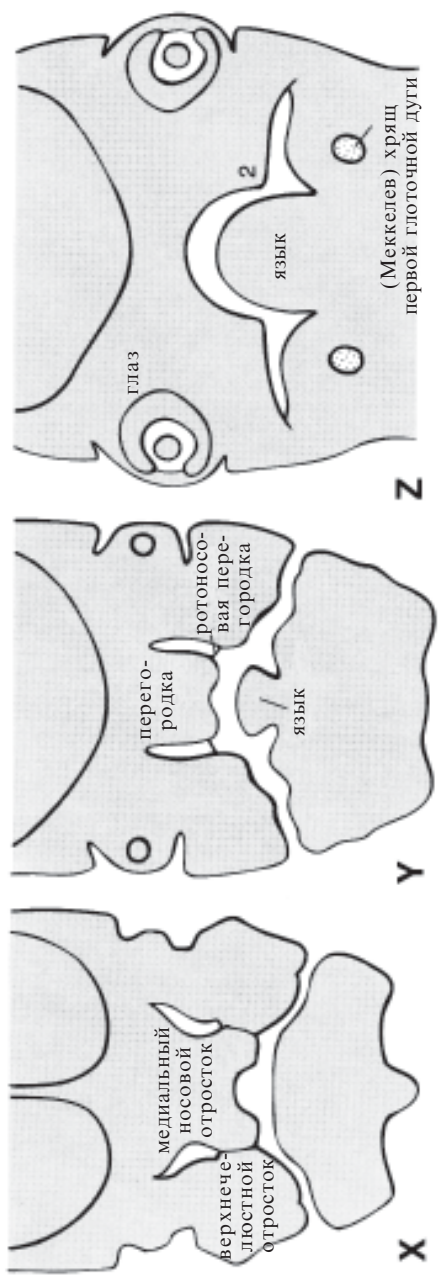 медиальный
носовой
отросток
верхнече-
люстной
отросток
X
перего-
родка
ротоносо-
вая пере-
городка
язык
Y
глаз
2
язык
(Меккелев) хрящ
первой глоточной дуги
Z